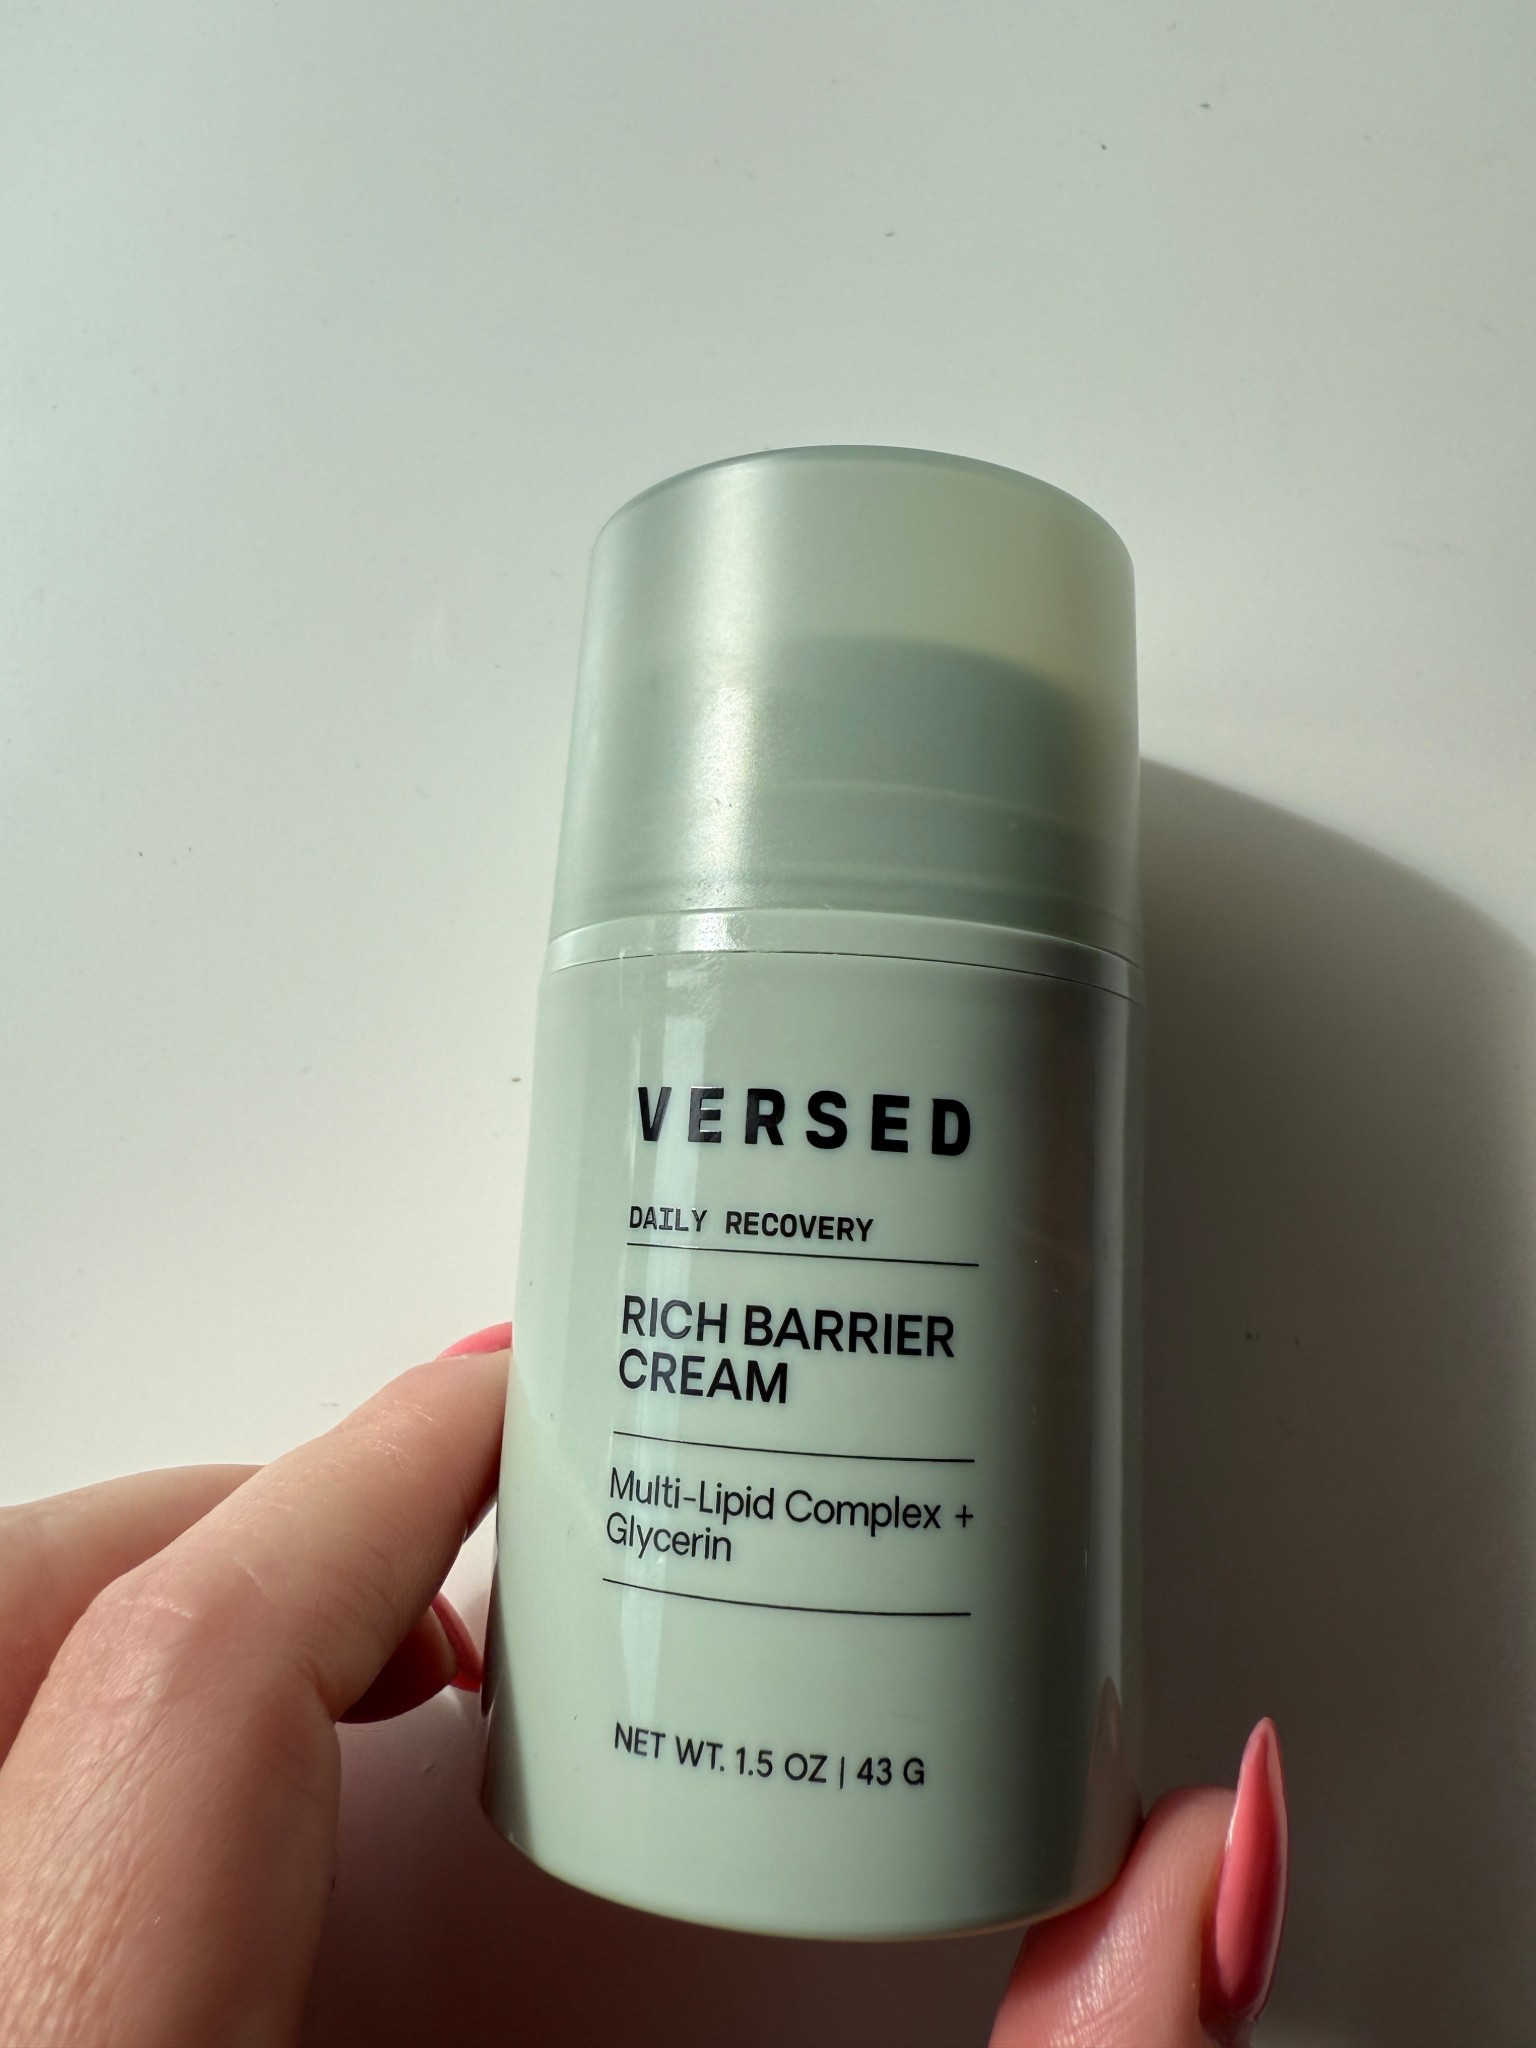 VERSED
DAILY RECOVERY
RICH BARRIER
CREAM
Multi-Lipid Complex +
Glycerin
NET WT. 1.5 OZ | 43 G